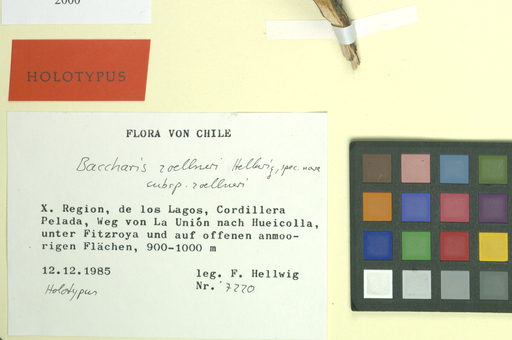 2000
HOLOTYPUS
FLORA VON CHILE
Baccharis zoellneri Hellwig, spec. nova
subsp. zoellneri
X. Region, de los Lagos, Cordillera
Pelada, Weg von La Unión nach Hueicolla,
unter Fitzroya und auf offenen anmoo-
rigen Flächen, 900-1000 m
12.12.1985
leg. F. Hellwig
Holotypus
Nr. 7220